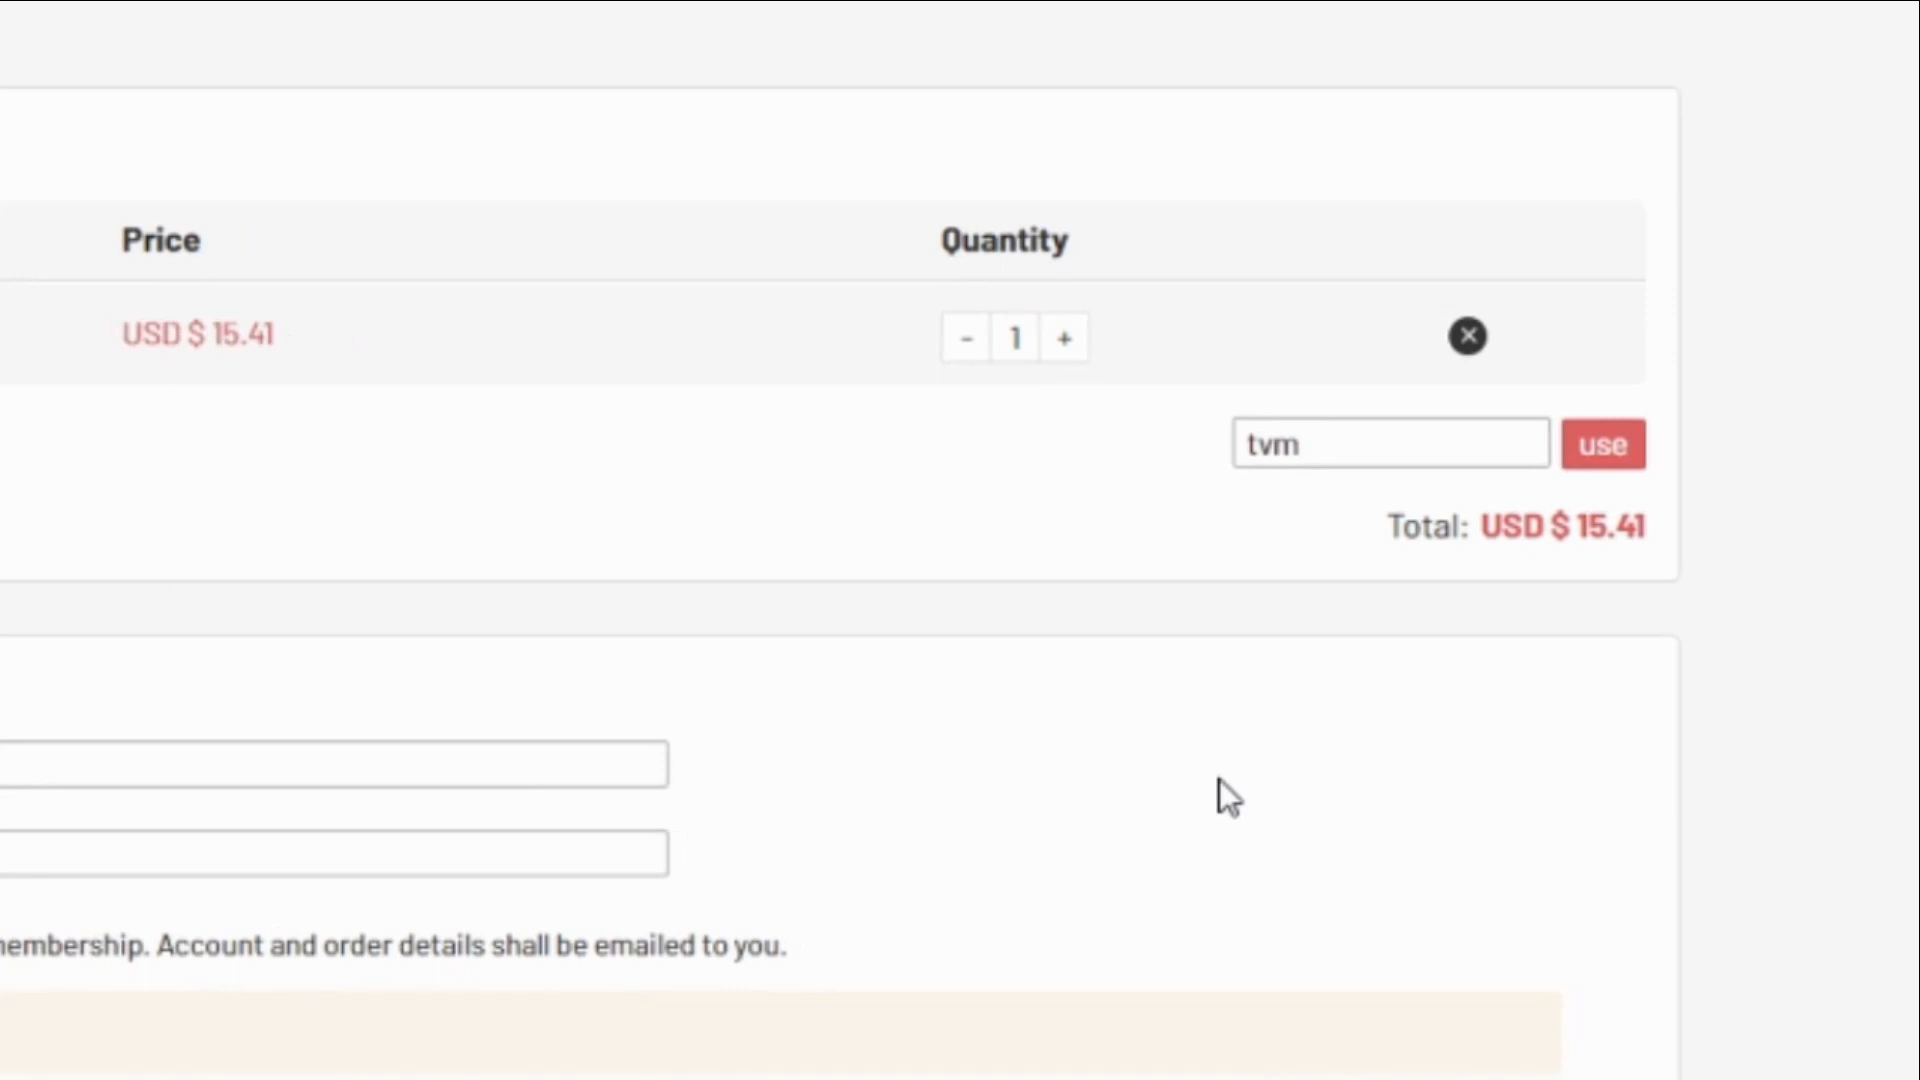 Price Quantity
USD $ 15.41 - 1 +
tvm use
Total: USD $ 15.41
membership. Account and order details shall be emailed to you.